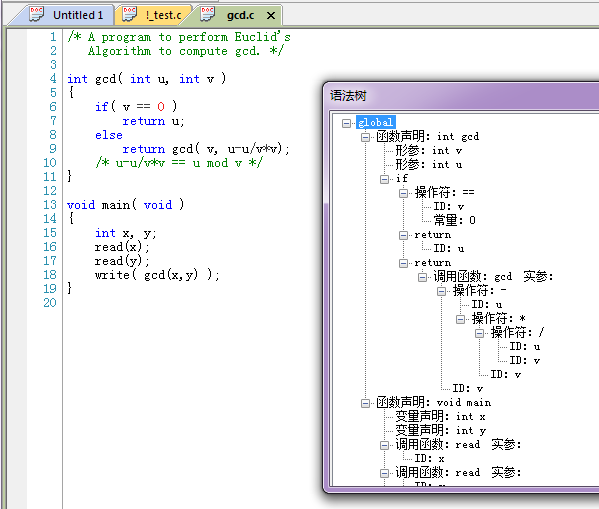 Untitled 1
!_test.c
gcd.c
1 /* A program to perform Euclid's
2 Algorithm to compute gcd. */
3
4 int gcd( int u, int v )
5 {
6 if( v == 0 )
7 return u;
8 else
9 return gcd( v, u-u/v*v);
10 /* u-u/v*v == u mod v */
11 }
12
13 void main( void )
14 {
15 int x, y;
16 read(x);
17 read(y);
18 write( gcd(x,y) );
19 }
20
语法树
global
函数声明: int gcd
形参: int v
形参: int u
if
操作符: ==
ID: v
常量: 0
return
ID: u
return
调用函数: gcd 实参:
操作符: -
ID: u
操作符: *
操作符: /
ID: u
ID: v
ID: v
ID: v
函数声明: void main
变量声明: int x
变量声明: int y
调用函数: read 实参:
ID: x
调用函数: read 实参: